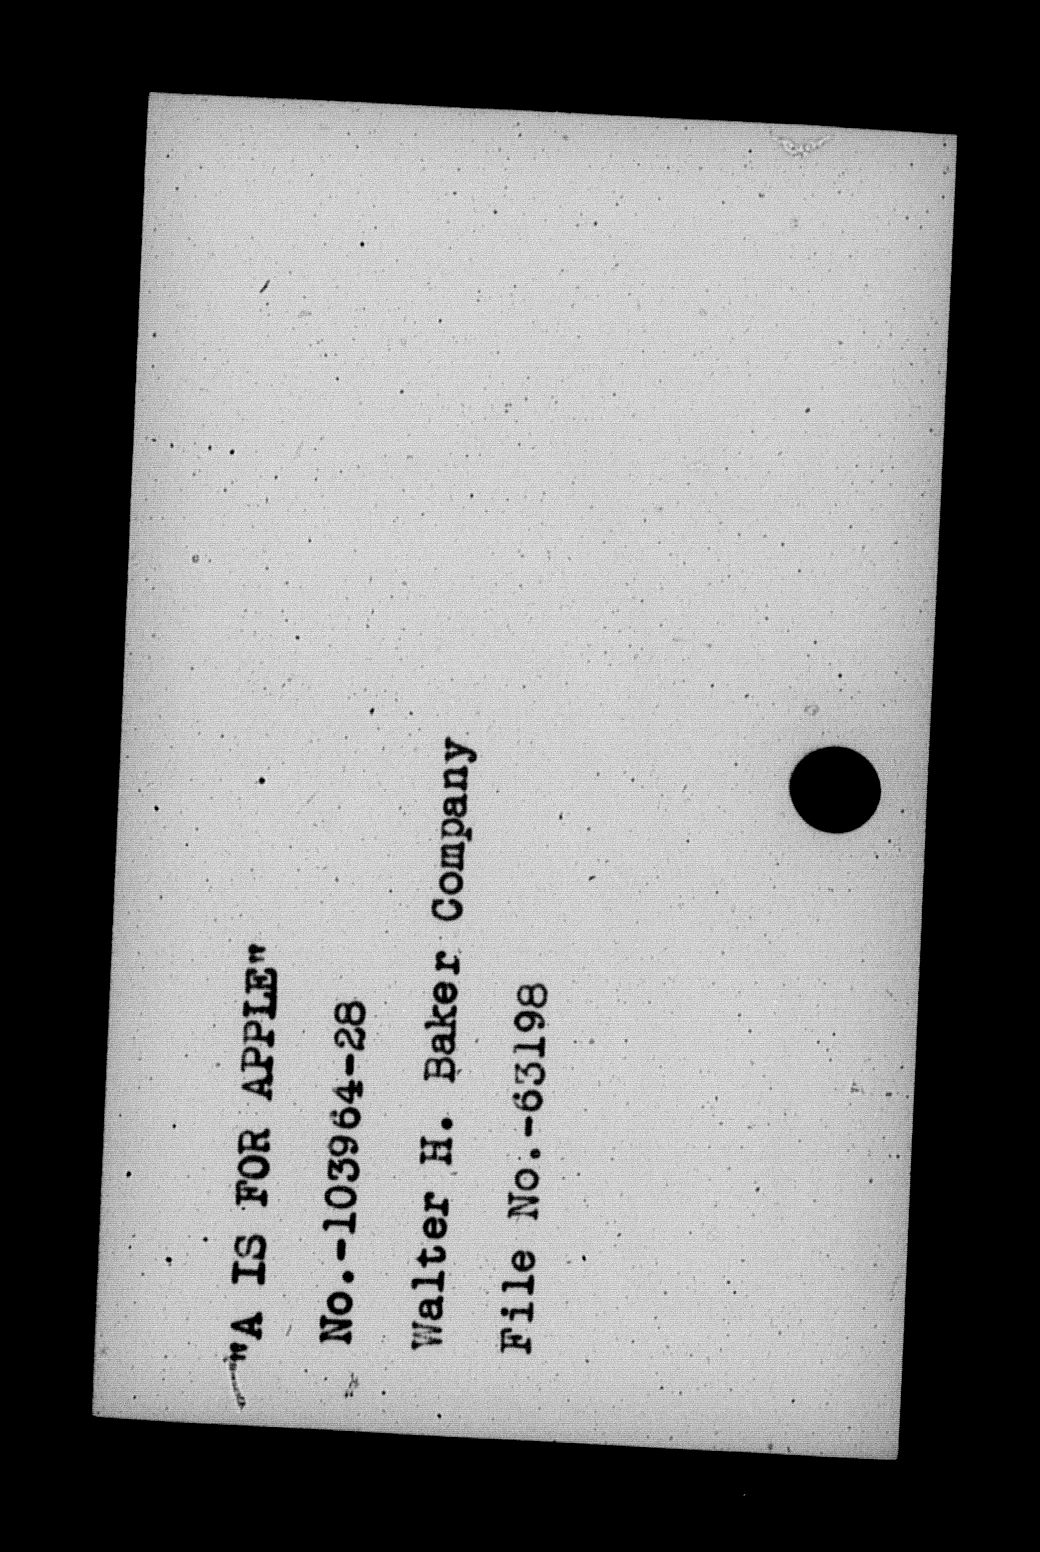 "A IS FOR APPLE"
No.-103964-28
Walter H. Baker Company
File No.-63198